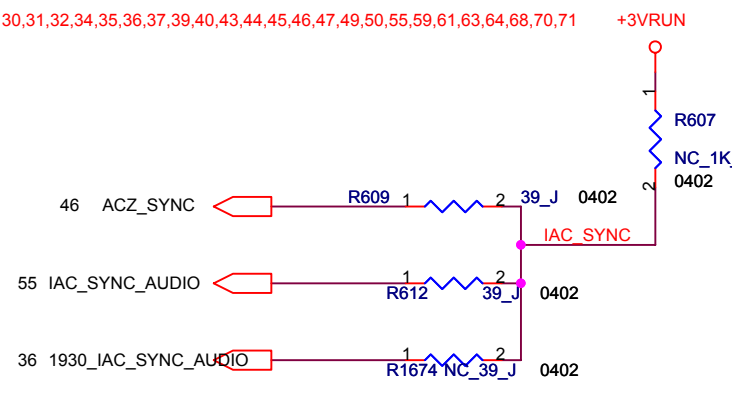 30,31,32,34,35,36,37,39,40,43,44,45,46,47,49,50,55,59,61,63,64,68,70,71 +3VRUN
1
R607
NC_1K_
2 0402
46 ACZ_SYNC R609 1 2 39_J 0402
IAC_SYNC
55 IAC_SYNC_AUDIO 1 2
R612 39_J 0402
36 1930_IAC_SYNC_AUDIO 1 2
R1674 NC_39_J 0402